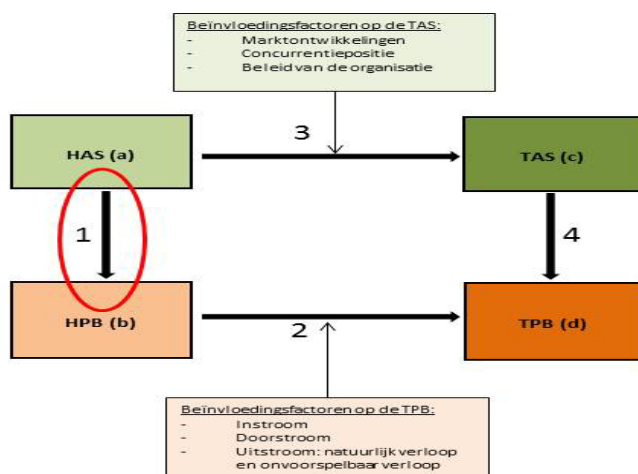 Beïnvloedingsfactoren op de TAS:
- Marktontwikkelingen
- Concurrentiepositie
- Beleid van de organisatie
3
HAS (a)
TAS (c)
1
4
HPB (b)
TPB (d)
2
Beïnvloedingsfactoren op de TPB:
- Instroom
- Doorstroom
- Uitstroom: natuurlijk verloop
en onvoorspelbaar verloop